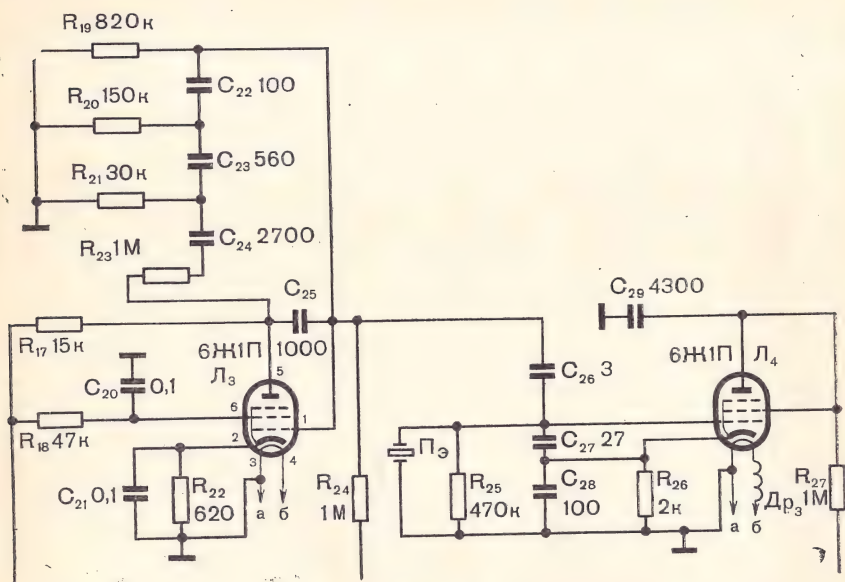 R₁₉ 820к
C₂₂ 100
R₂₀ 150к
C₂₃ 560
R₂₁ 30к
C₂₄ 2700
R₂₃ 1М
C₂₅
1000
C₂₉ 4300
R₁₇ 15к
6Ж1П
Л₃
5
6Ж1П Л₄
C₂₀ 0,1
C₂₆ 3
6
1
R₁₈ 47к
2
3
4
Пэ
C₂₇ 27
C₂₁ 0,1
R₂₂
620
а
б
R₂₄
1М
R₂₅
470к
C₂₈
100
R₂₆
2к
а
б
Др₃
R₂₇
1М